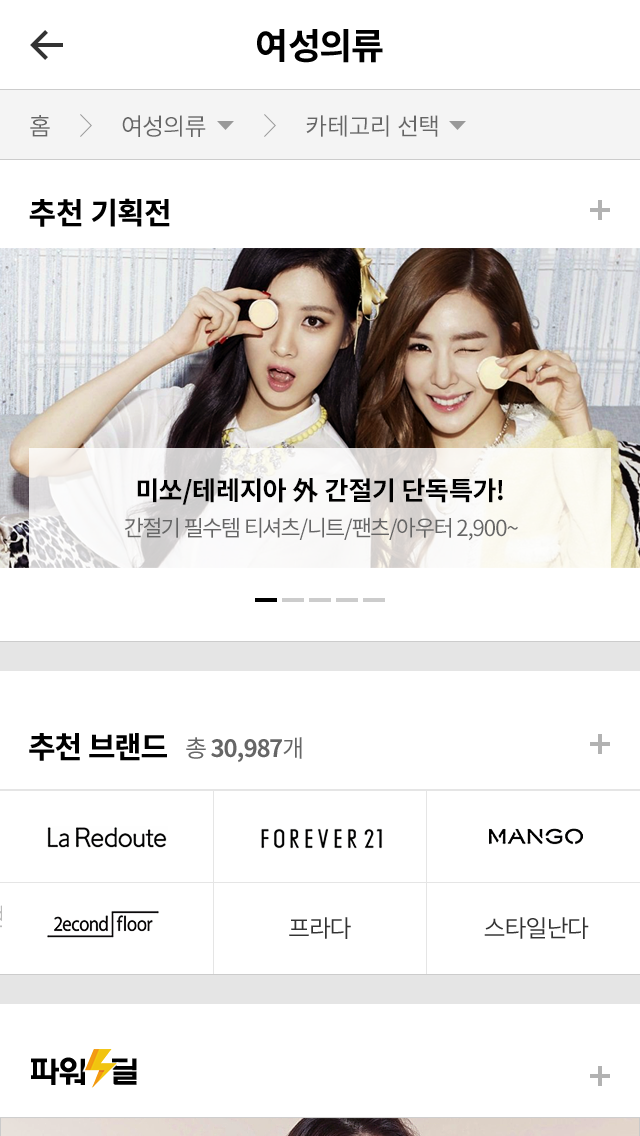 여성의류
홈 여성의류 카테고리 선택
추천 기획전
미쏘/테레지아 外 간절기 단독특가!
간절기 필수템 티셔츠/니트/팬츠/아우터 2,900~
추천 브랜드 총 30,987개
La Redoute FOREVER 21 MANGO
2econd floor 프라다 스타일난다
파워딜